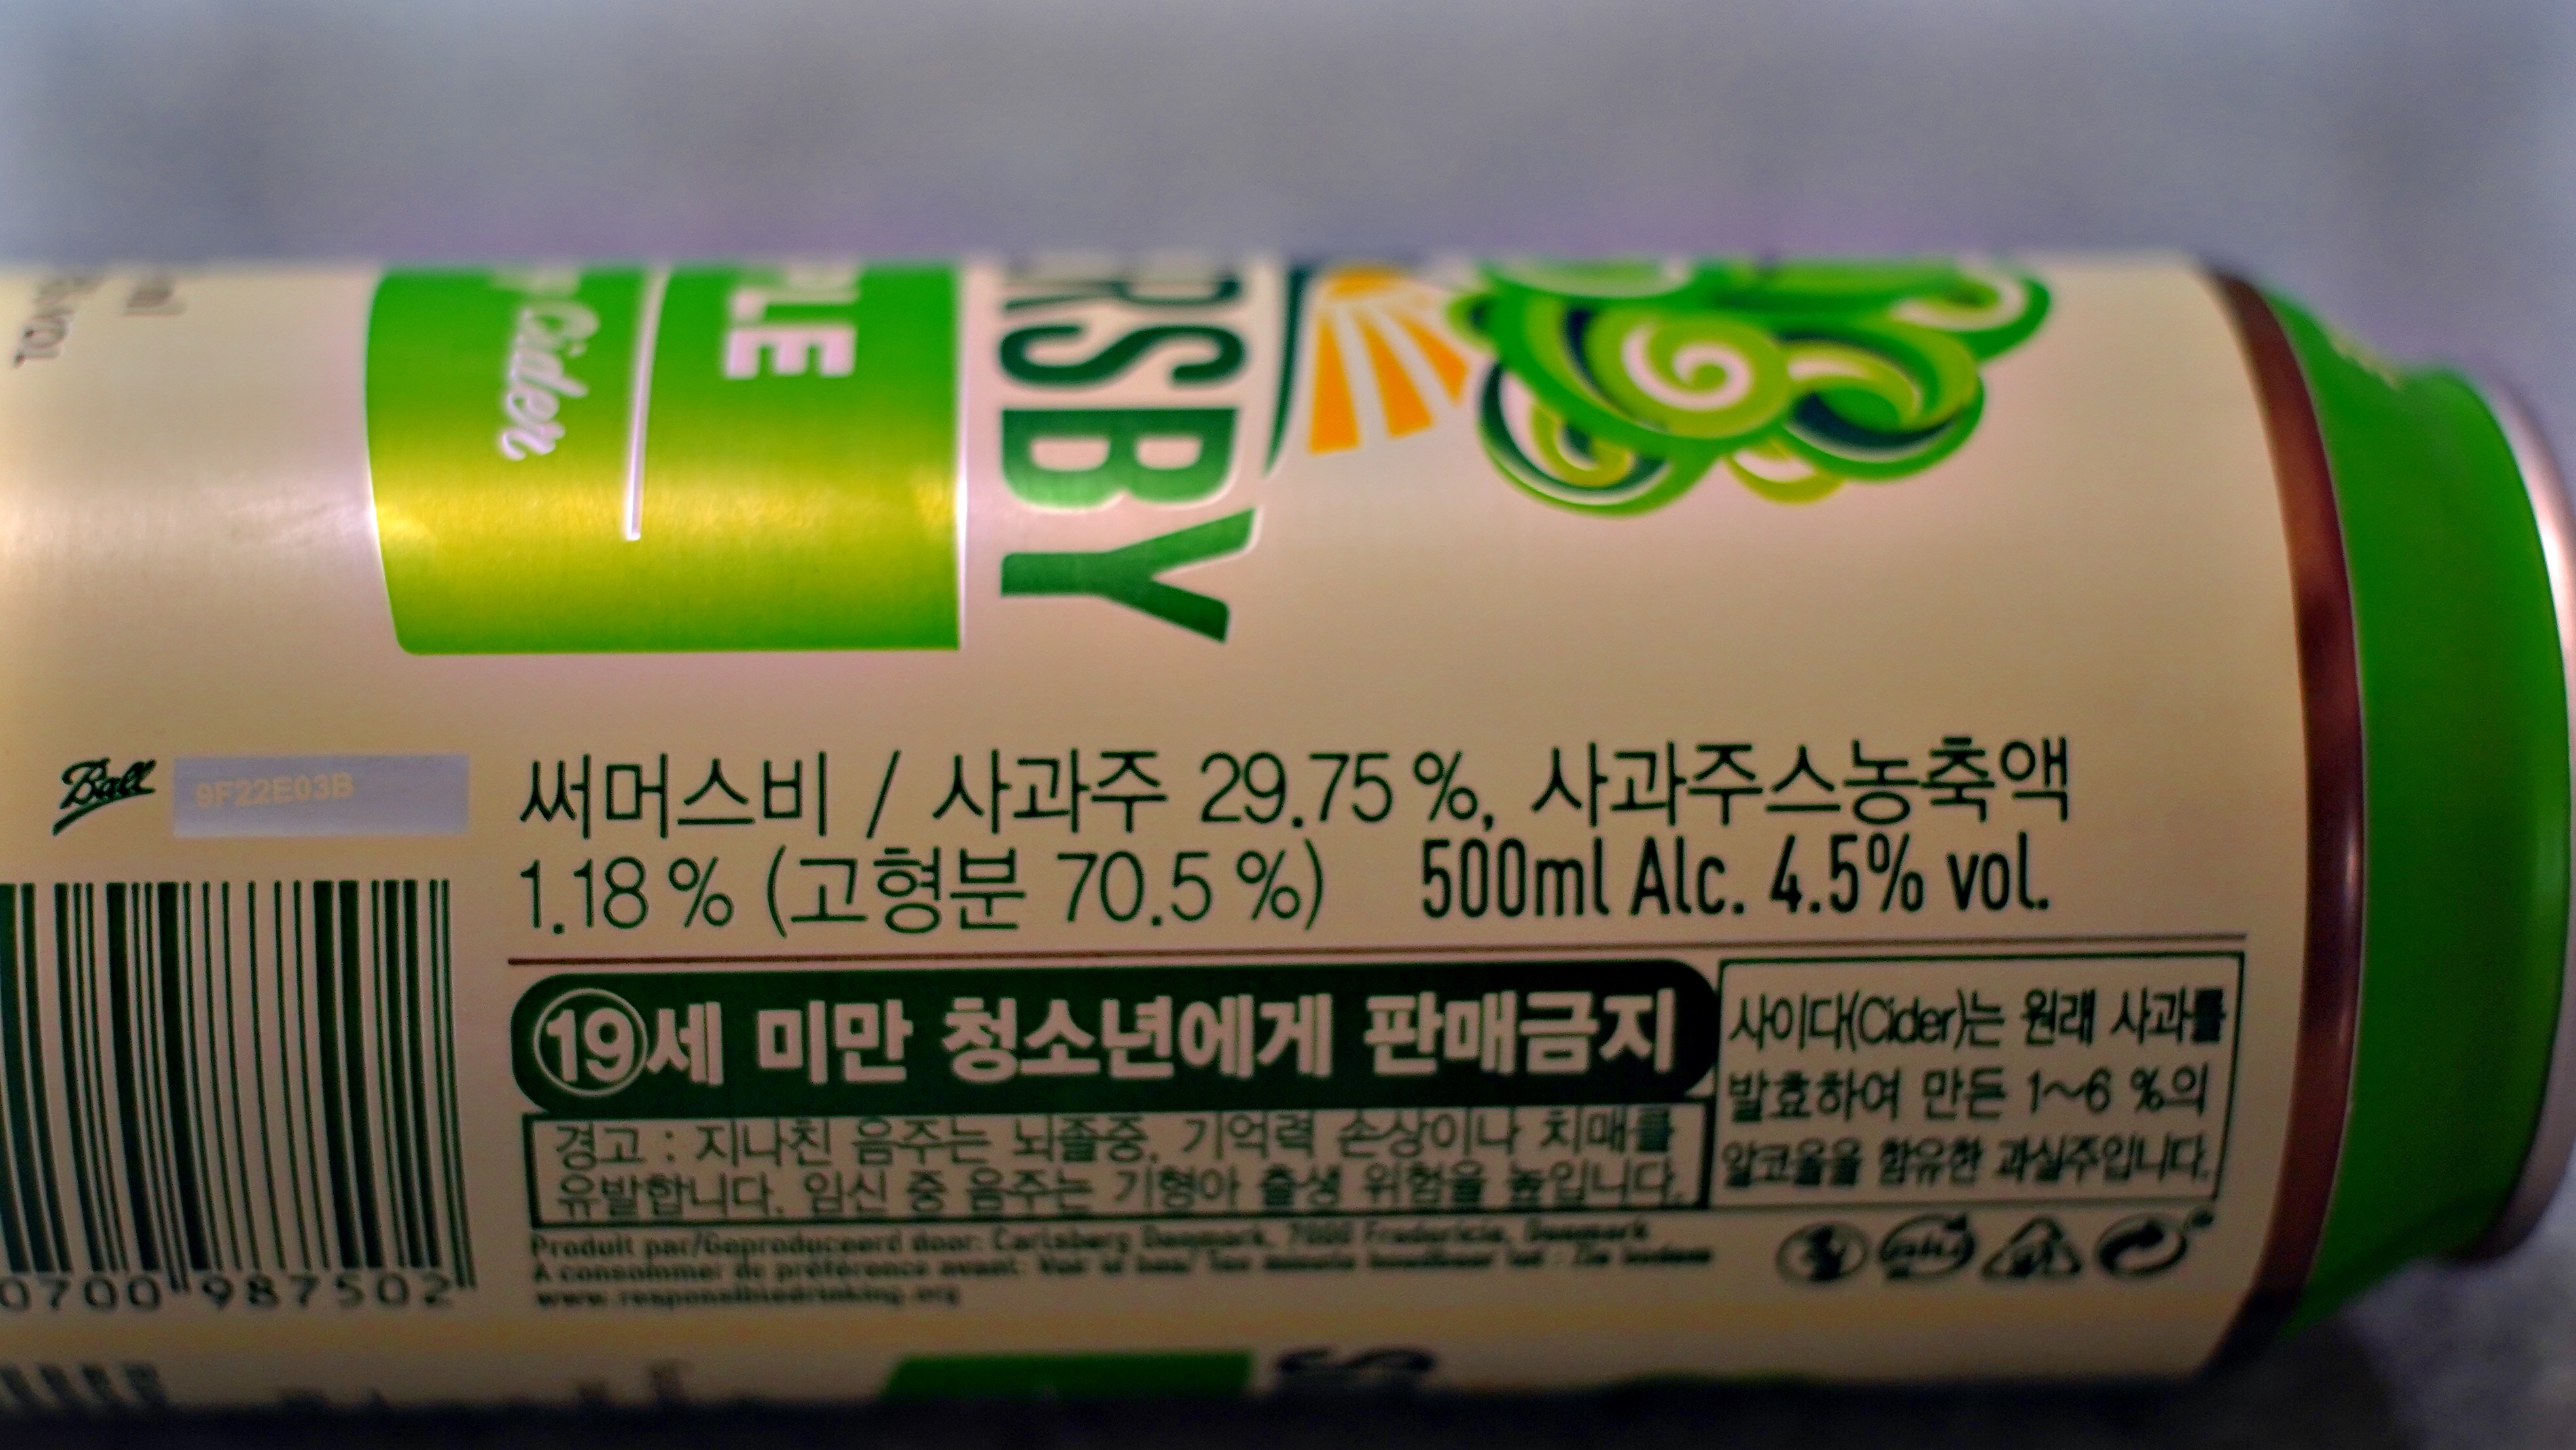 PLE
Cider
RSBY
Ball
9F22E03B
써머스비 / 사과주 29.75 %, 사과주스농축액
1.18 % (고형분 70.5 %) 500ml Alc. 4.5% vol.
19세 미만 청소년에게 판매금지
경고 : 지나친 음주는 뇌졸중, 기억력 손상이나 치매를
유발합니다. 임신 중 음주는 기형아 출생 위험을 높입니다.
사이다(Cider)는 원래 사과를
발효하여 만든 1~6 %의
알코올을 함유한 과실주입니다.
Produit par/Geproduceerd door: Carlsberg Denmark, 7000 Fredericia, Denmark
A consommer de préférence avant:
www.responsibledrinking.org
0700 987502